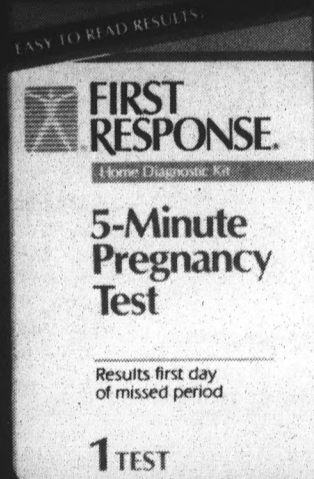 EASY TO READ RESULTS.
FIRST
RESPONSE®
Home Diagnostic Kit
5-Minute
Pregnancy
Test
Results first day
of missed period
1 TEST